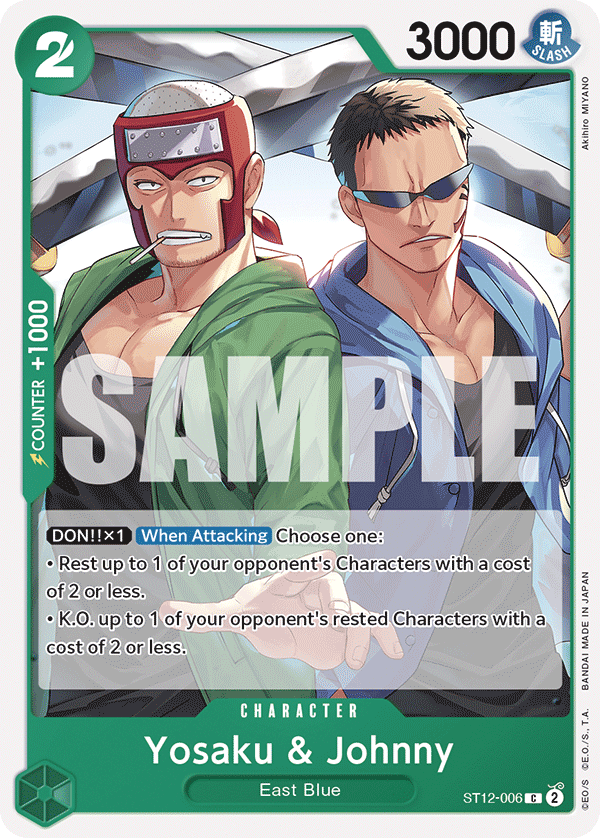 2
3000
斬
SLASH
Akihiro MIYANO
COUNTER +1000
SAMPLE
DON!!×1 When Attacking Choose one:
• Rest up to 1 of your opponent's Characters with a cost
of 2 or less.
• K.O. up to 1 of your opponent's rested Characters with a
cost of 2 or less.
CHARACTER
Yosaku & Johnny
East Blue
ST12-006 C 2
©EO/S ©E.O./S., T.A. BANDAI MADE IN JAPAN